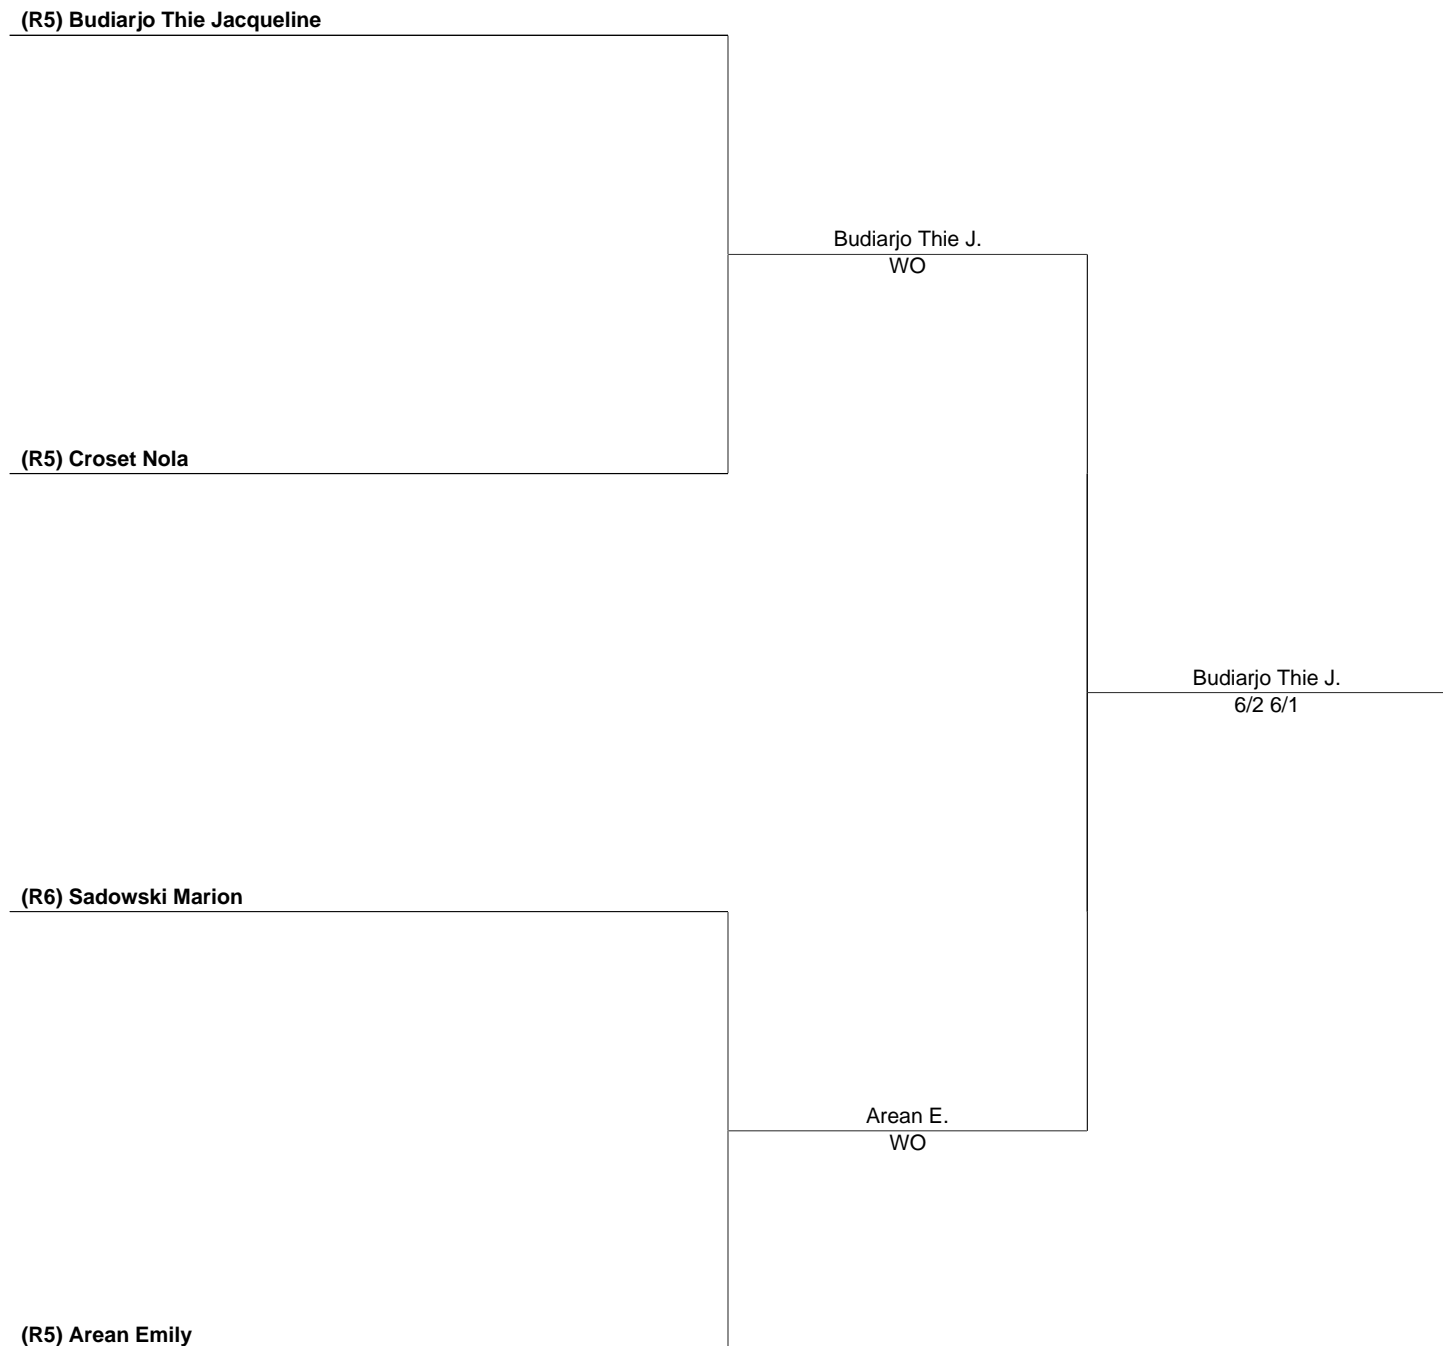 (R5) Budiarjo Thie Jacqueline
Budiarjo Thie J.
WO
(R5) Croset Nola
Budiarjo Thie J.
6/2 6/1
(R6) Sadowski Marion
Arean E.
WO
(R5) Arean Emily